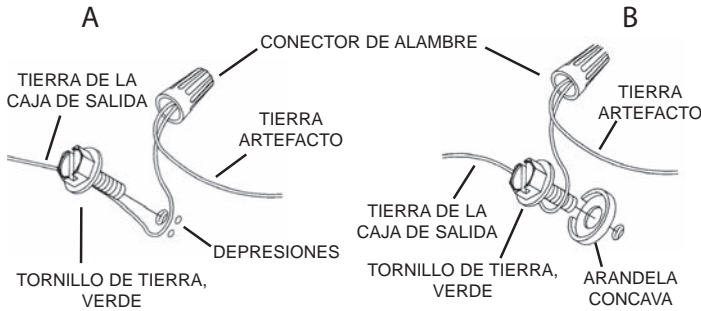 A
B
CONECTOR DE ALAMBRE
TIERRA DE LA
CAJA DE SALIDA
TIERRA
ARTEFACTO
DEPRESIONES
TORNILLO DE TIERRA,
VERDE
TIERRA
ARTEFACTO
TIERRA DE LA
CAJA DE SALIDA
TORNILLO DE TIERRA,
VERDE
ARANDELA
CONCAVA